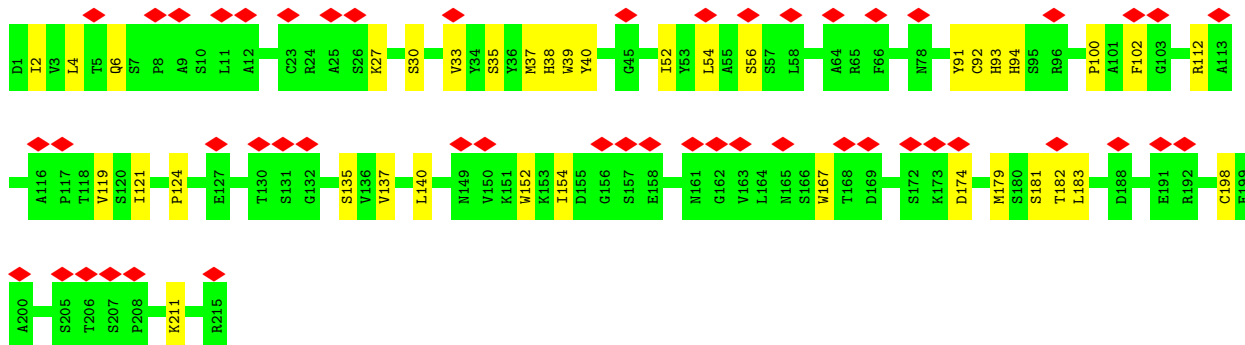 D1 I2 V3 L4 T5 Q6 S7 P8 A9 S10 L11 A12 C23 R24 A25 S26 K27 S30 V33 Y34 S35 Y36 M37 H38 W39 Y40 G45 I52 Y53 L54 A55 S56 S57 L58 A64 R65 F66 N78 Y91 C92 H93 H94 S95 R96 P100 A101 F102 G103 R112 A113
A116 P117 T118 V119 S120 I121 P124 E127 T130 S131 G132 S135 V136 V137 L140 N149 V150 K151 W152 K153 I154 D155 G156 S157 E158 N161 G162 V163 L164 N165 S166 W167 T168 D169 S172 K173 D174 M179 S180 S181 T182 L183 D188 E191 R192 C198 E199
A200 S205 T206 S207 P208 K211 R215